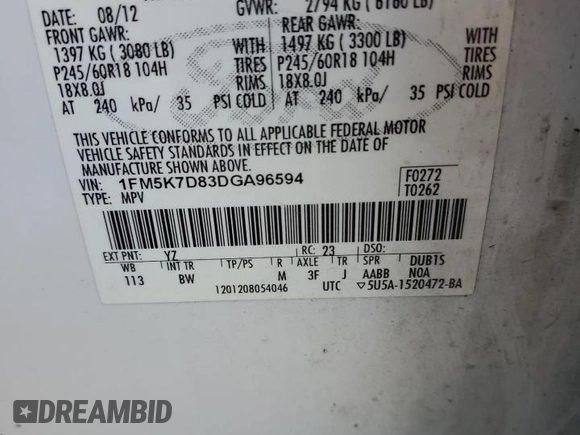 DATE: 08/12 GVWR: 2794 KG ( 6160 LB)
FRONT GAWR: REAR GAWR:
1397 KG ( 3080 LB) WITH 1497 KG ( 3300 LB) WITH
P245/60R18 104H TIRES P245/60R18 104H TIRES
18X8.0J RIMS 18X8.0J RIMS
AT 240 kPa/ 35 PSI COLD AT 240 kPa/ 35 PSI COLD
Ford
THIS VEHICLE CONFORMS TO ALL APPLICABLE FEDERAL MOTOR
VEHICLE SAFETY STANDARDS IN EFFECT ON THE DATE OF
MANUFACTURE SHOWN ABOVE.
VIN: 1FM5K7D83DGA96594 F0272
TYPE: MPV T0262
EXT PNT: YZ RC: 23 DSO:
WB INT TR TP/PS R AXLE TR SPR DUBTS
113 BW M 3F J AABB NOA
1201208054046 UTC ▽5U5A-1520472-BA
DREAMBID